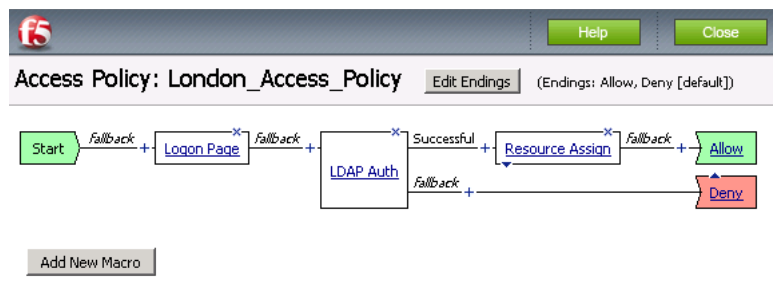 f5
Help
Close
Access Policy: London_Access_Policy
Edit Endings
(Endings: Allow, Deny [default])
Start
fallback
+
Logon Page
x
fallback
+
LDAP Auth
x
Successful
+
Resource Assign
x
fallback
+
Allow
fallback
+
Deny
Add New Macro